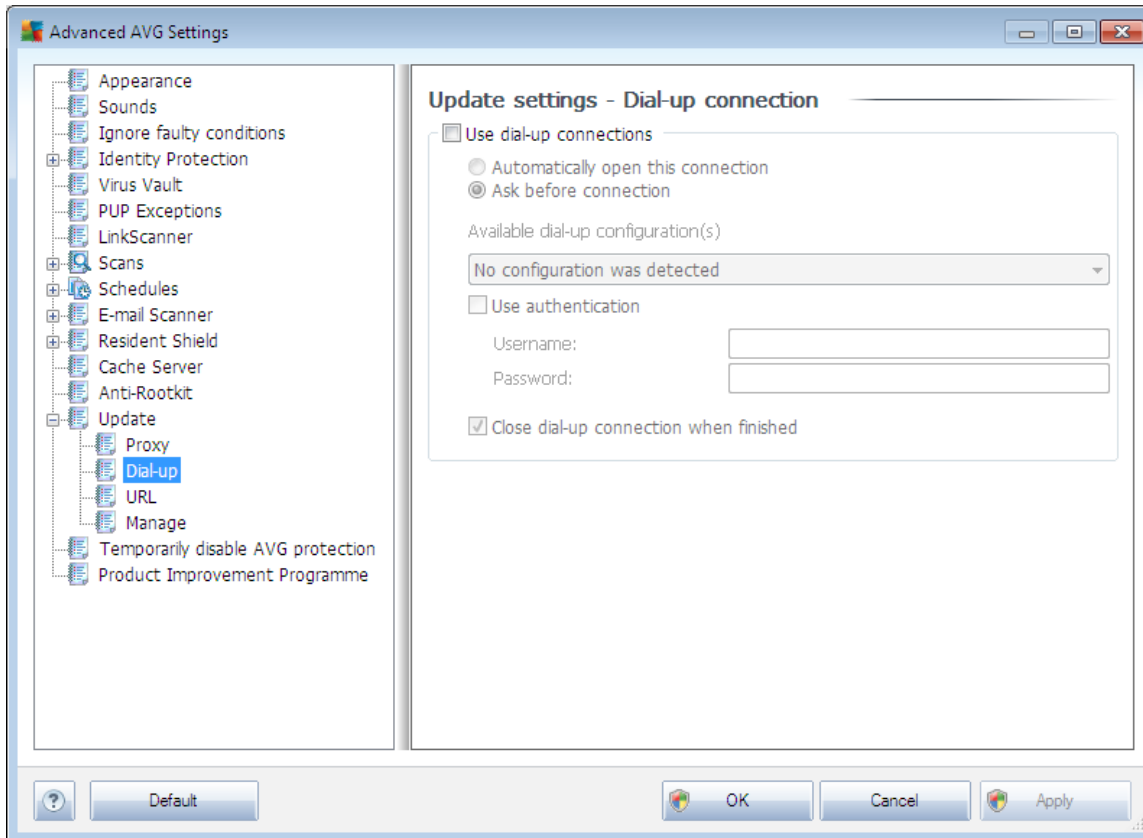 Advanced AVG Settings
Appearance
Sounds
Ignore faulty conditions
Identity Protection
Virus Vault
PUP Exceptions
LinkScanner
Scans
Schedules
E-mail Scanner
Resident Shield
Cache Server
Anti-Rootkit
Update
Proxy
Dial-up
URL
Manage
Temporarily disable AVG protection
Product Improvement Programme
Update settings - Dial-up connection
Use dial-up connections
Automatically open this connection
Ask before connection
Available dial-up configuration(s)
No configuration was detected
Use authentication
Username:
Password:
Close dial-up connection when finished
? Default OK Cancel Apply